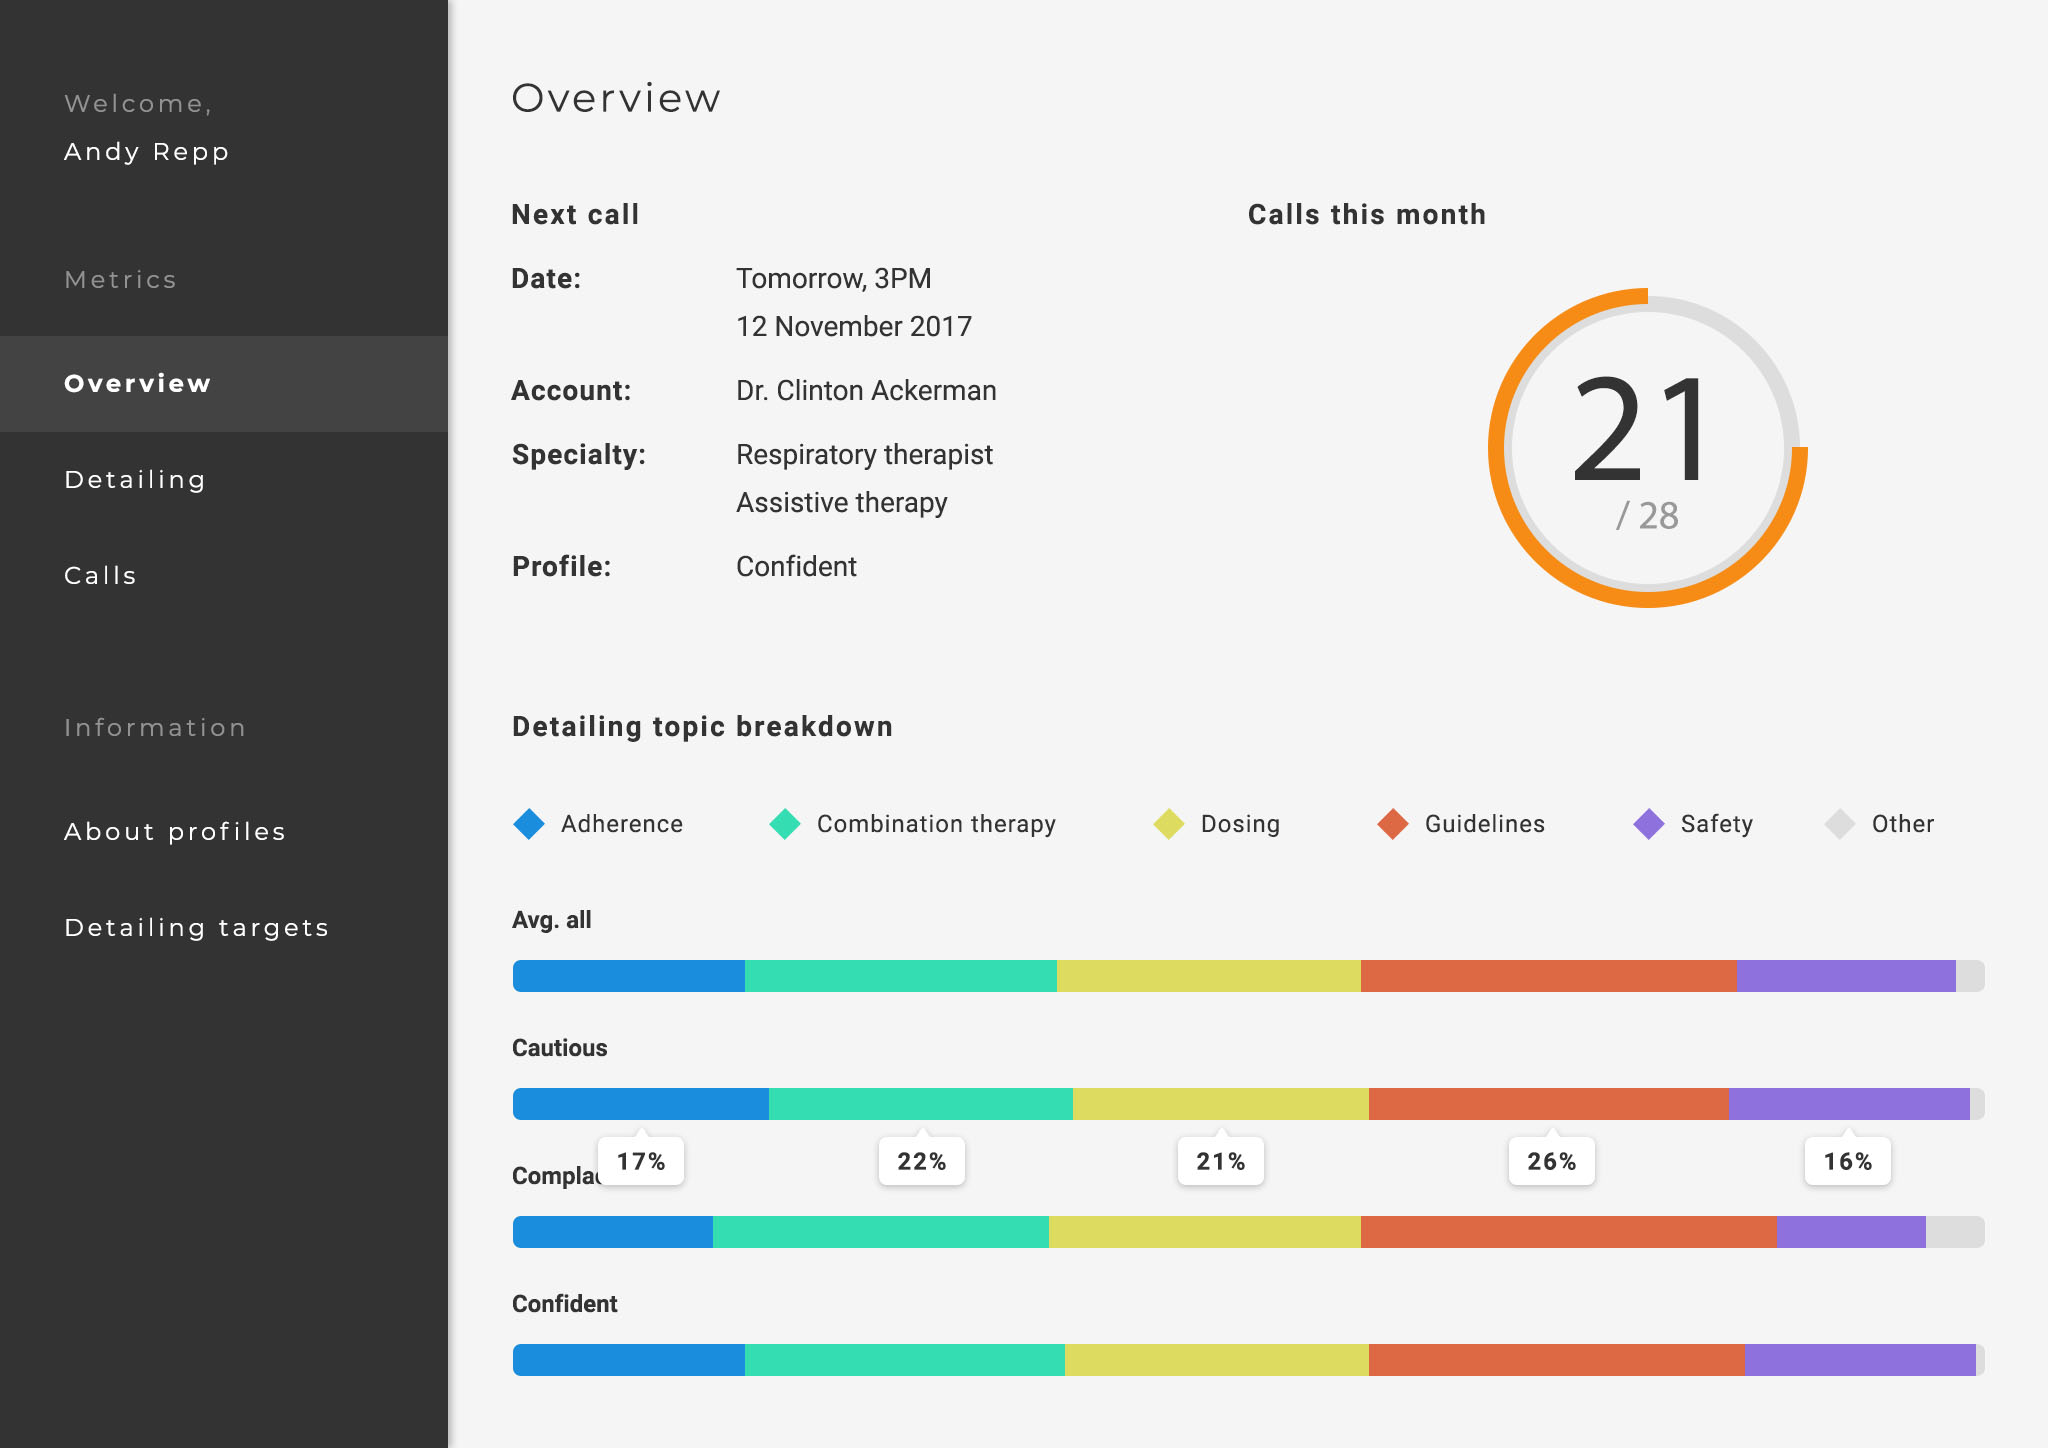 Welcome,
Andy Repp
Metrics
Overview
Detailing
Calls
Information
About profiles
Detailing targets
Overview
Next call
Date: Tomorrow, 3PM
12 November 2017
Account: Dr. Clinton Ackerman
Specialty: Respiratory therapist
Assistive therapy
Profile: Confident
Calls this month
21
/ 28
Detailing topic breakdown
Adherence Combination therapy Dosing Guidelines Safety Other
Avg. all
Cautious
17% 22% 21% 26% 16%
Confident